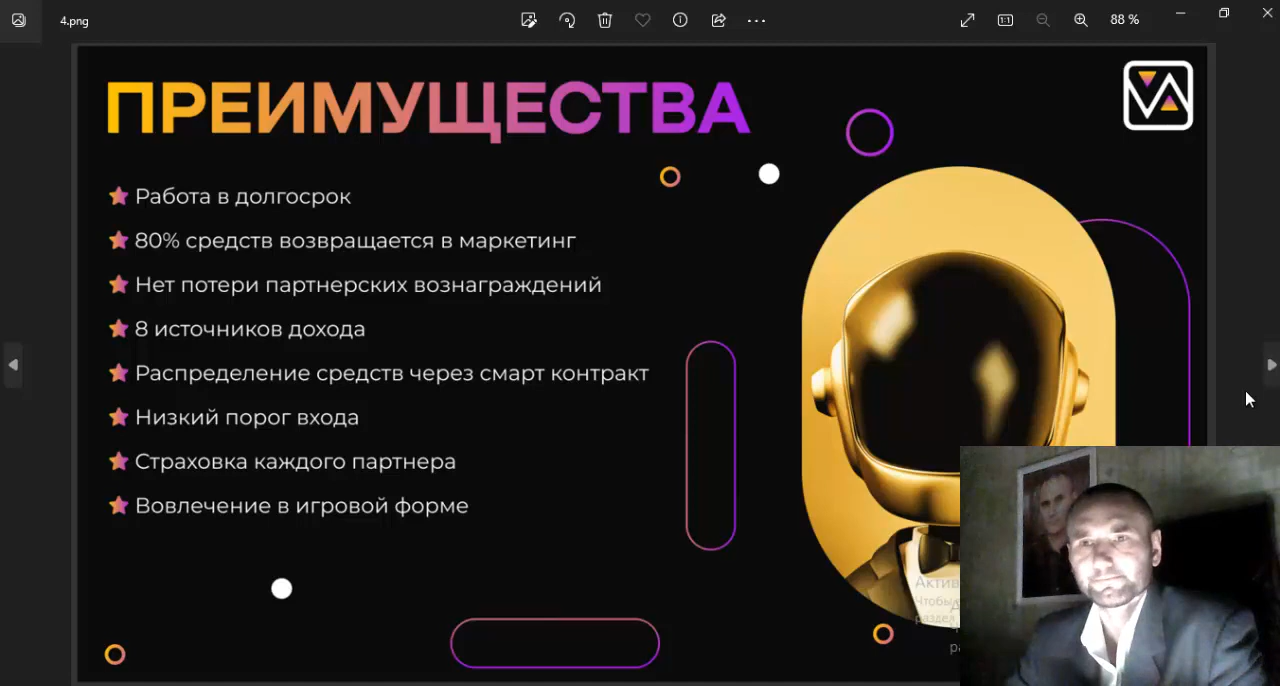 4.png
88 %
ПРЕИМУЩЕСТВА
Работа в долгосрок
80% средств возвращается в маркетинг
Нет потери партнерских вознаграждений
8 источников дохода
Распределение средств через смарт контракт
Низкий порог входа
Страховка каждого партнера
Вовлечение в игровой форме